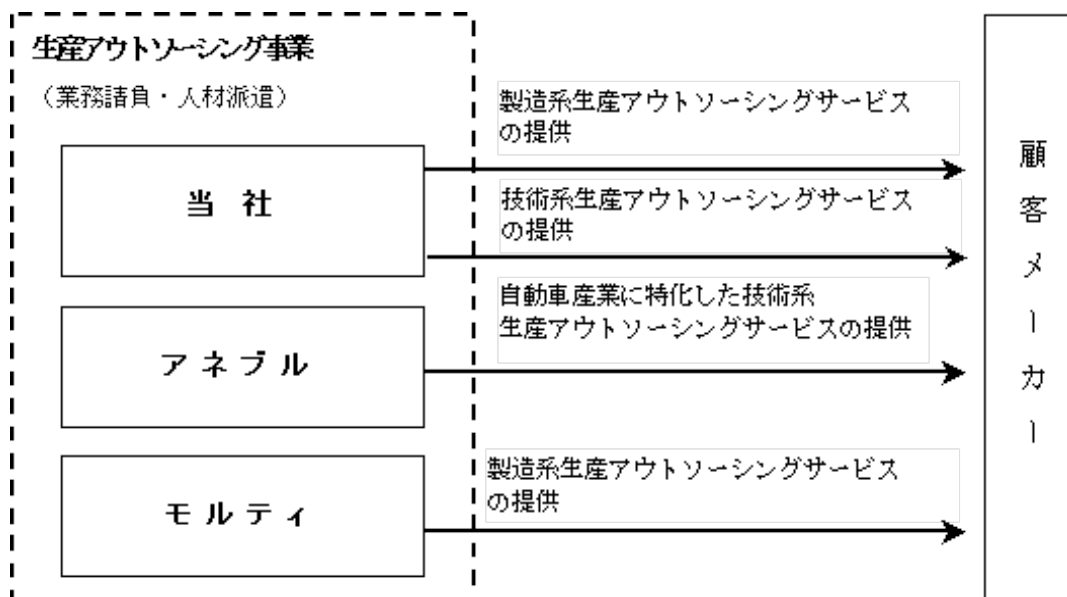 生産アウトソーシング事業
（業務請負・人材派遣）
製造系生産アウトソーシングサービス
の提供
当 社
技術系生産アウトソーシングサービス
の提供
自動車産業に特化した技術系
生産アウトソーシングサービスの提供
アネブル
製造系生産アウトソーシングサービス
の提供
モルティ
顧客メーカー